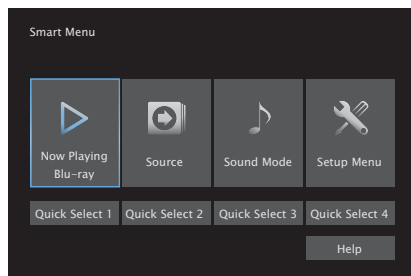 Smart Menu
Now Playing
Blu-ray
Source
Sound Mode
Setup Menu
Quick Select 1
Quick Select 2
Quick Select 3
Quick Select 4
Help